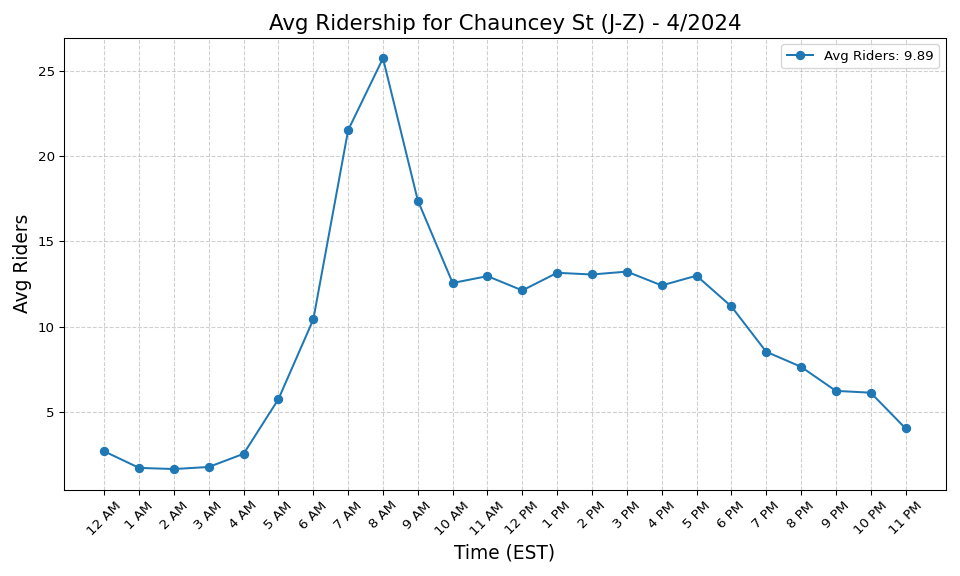 Avg Ridership for Chauncey St (J-Z) - 4/2024
Avg Riders: 9.89
Avg Riders
25
20
15
10
5
12 AM
1 AM
2 AM
3 AM
4 AM
5 AM
6 AM
7 AM
8 AM
9 AM
10 AM
11 AM
12 PM
1 PM
2 PM
3 PM
4 PM
5 PM
6 PM
7 PM
8 PM
9 PM
10 PM
11 PM
Time (EST)